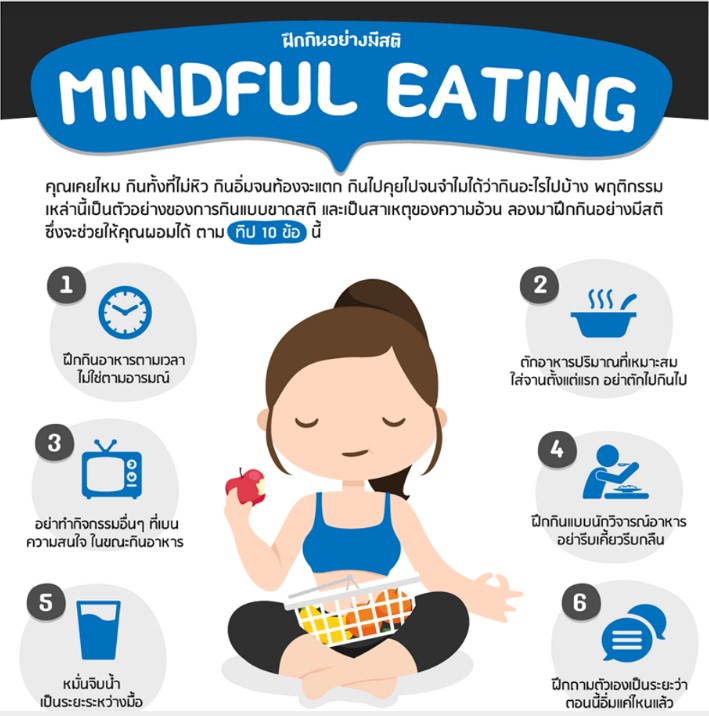 ฝึกกินอย่างมีสติ
MINDFUL EATING
คุณเคยไหม กินทั้งที่ไม่หิว กินอิ่มจนท้องจะแตก กินไปคุยไปจนจำไม่ได้ว่ากินอะไรไปบ้าง พฤติกรรม
เหล่านี้เป็นตัวอย่างของการกินแบบขาดสติ และเป็นสาเหตุของความอ้วน ลองมาฝึกกินอย่างมีสติ
ซึ่งจะช่วยให้คุณผอมได้ ตาม ทิป 10 ข้อ นี้
1
ฝึกกินอาหารตามเวลา
ไม่ใช่ตามอารมณ์
2
ตักอาหารปริมาณที่เหมาะสม
ใส่จานตั้งแต่แรก อย่าตักไปกินไป
3
อย่าทำกิจกรรมอื่นๆ ที่เบน
ความสนใจ ในขณะกินอาหาร
4
ฝึกกินแบบนักวิจารณ์อาหาร
อย่ารีบเคี้ยวรีบกลืน
5
หมั่นจิบน้ำ
เป็นระยะระหว่างมื้อ
6
ฝึกถามตัวเองเป็นระยะว่า
ตอนนี้อิ่มแค่ไหนแล้ว